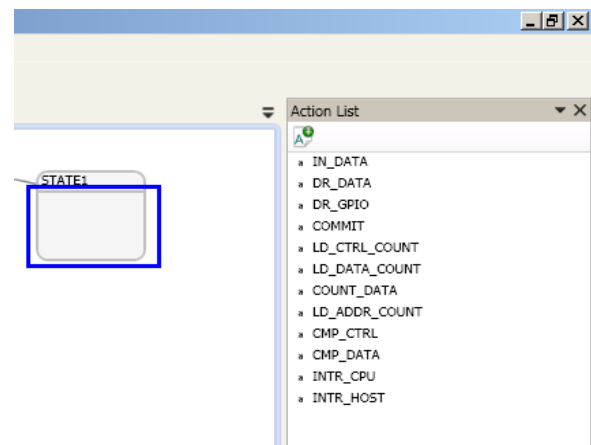 Action List
STATE1
IN_DATA
DR_DATA
DR_GPIO
COMMIT
LD_CTRL_COUNT
LD_DATA_COUNT
COUNT_DATA
LD_ADDR_COUNT
CMP_CTRL
CMP_DATA
INTR_CPU
INTR_HOST